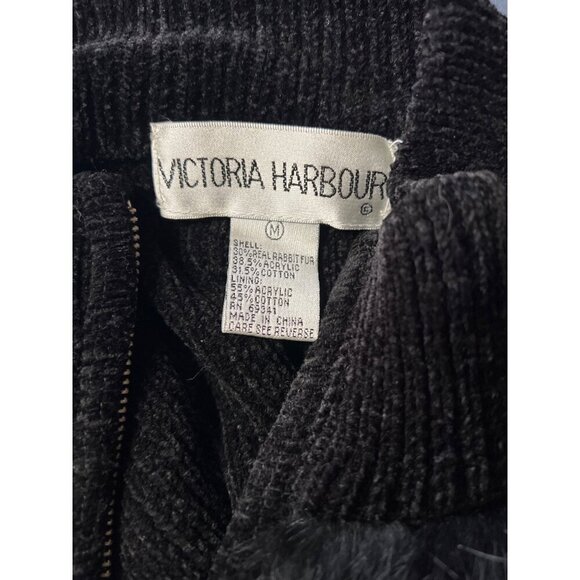 VICTORIA HARBOUR
©
M
SHELL:
30% REAL RABBIT FUR
38.5% ACRYLIC
31.5% COTTON
LINING:
55% ACRYLIC
45% COTTON
RN 69341
MADE IN CHINA
CARE SEE REVERSE